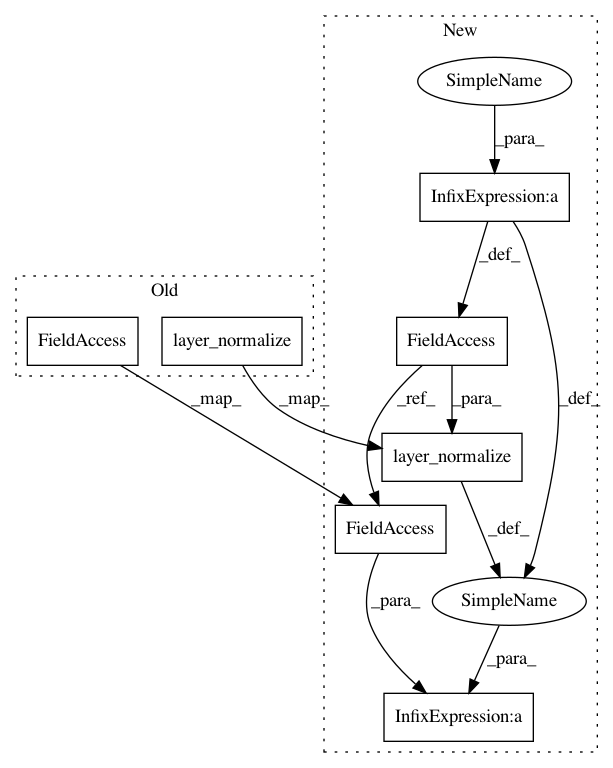 New
SimpleName
_para_
InfixExpression:a
_def_
Old
FieldAccess
layer_normalize
FieldAccess
_map_
_map_
_ref_
_para_
_def_
layer_normalize
FieldAccess
_def_
_para_
SimpleName
_para_
InfixExpression:a